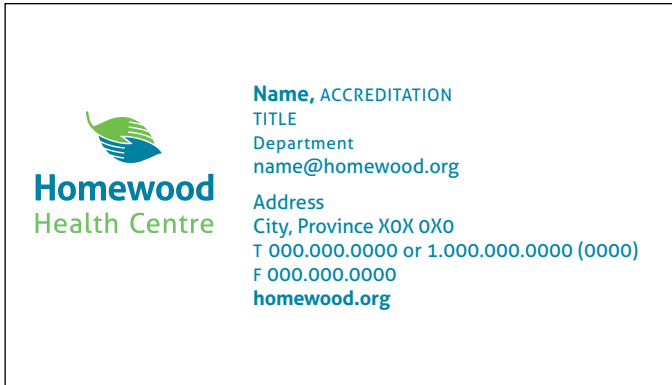 Homewood
Health Centre
Name, ACCREDITATION
TITLE
Department
name@homewood.org
Address
City, Province X0X 0X0
T 000.000.0000 or 1.000.000.0000 (0000)
F 000.000.0000
homewood.org